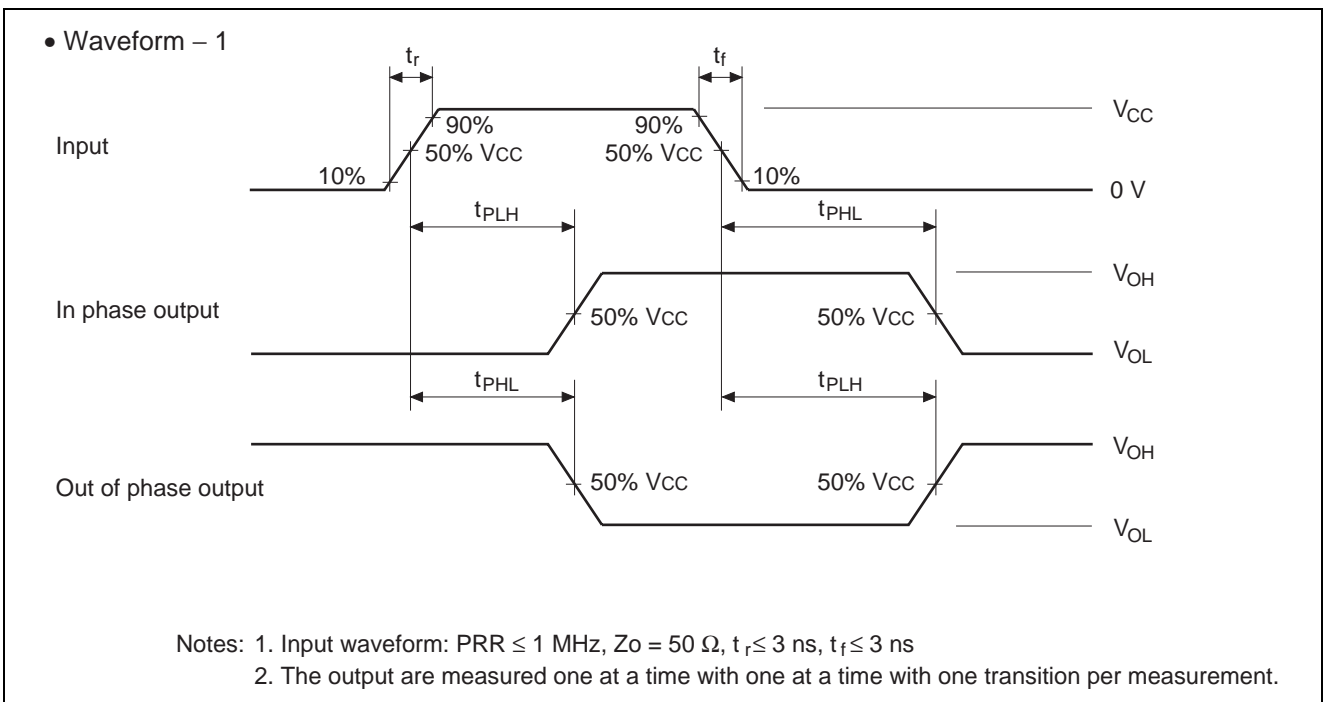 • Waveform – 1
tr
tf
Input
90%
90%
VCC
50% VCC
50% VCC
10%
10%
0 V
tPLH
tPHL
In phase output
VOH
50% VCC
50% VCC
VOL
tPHL
tPLH
Out of phase output
VOH
50% VCC
50% VCC
VOL
Notes: 1. Input waveform: PRR ≤ 1 MHz, Zo = 50 Ω, t r ≤ 3 ns, t f ≤ 3 ns
2. The output are measured one at a time with one at a time with one transition per measurement.